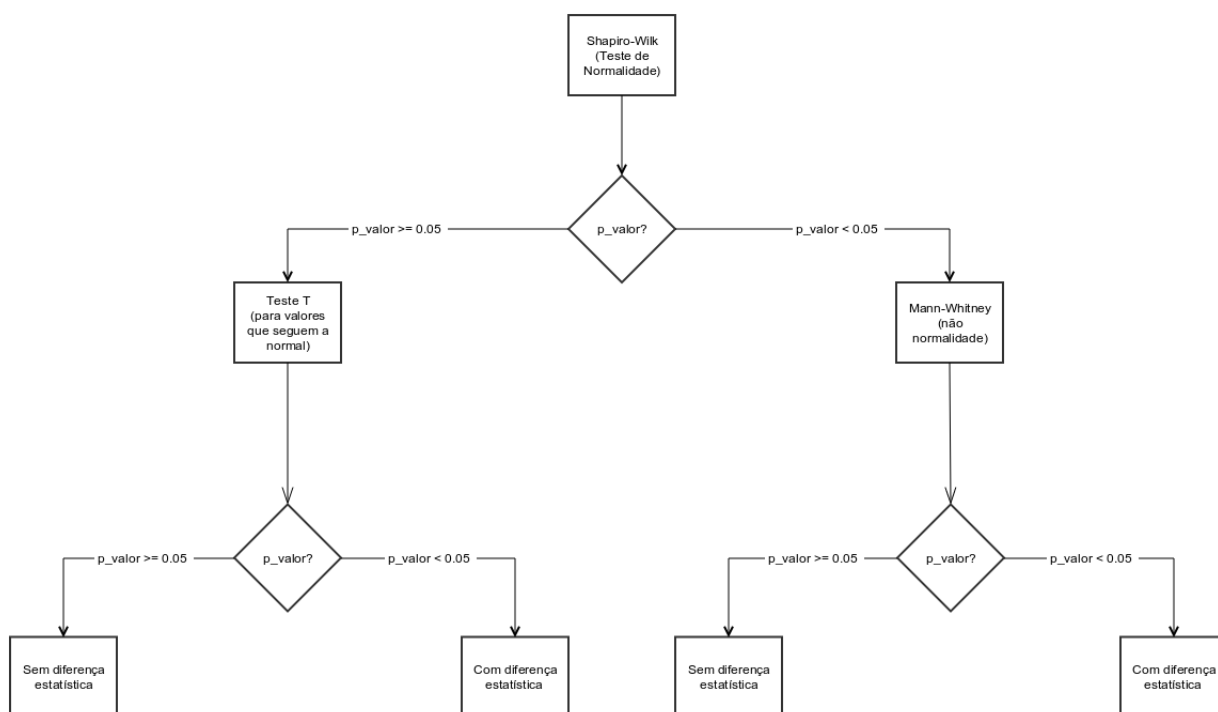 Shapiro-Wilk
(Teste de
Normalidade)
p_valor >= 0.05
p_valor?
p_valor < 0.05
Teste T
(para valores
que seguem a
normal)
Mann-Whitney
(não
normalidade)
p_valor >= 0.05
p_valor?
p_valor < 0.05
p_valor >= 0.05
p_valor?
p_valor < 0.05
Sem diferença
estatística
Com diferença
estatística
Sem diferença
estatística
Com diferença
estatística